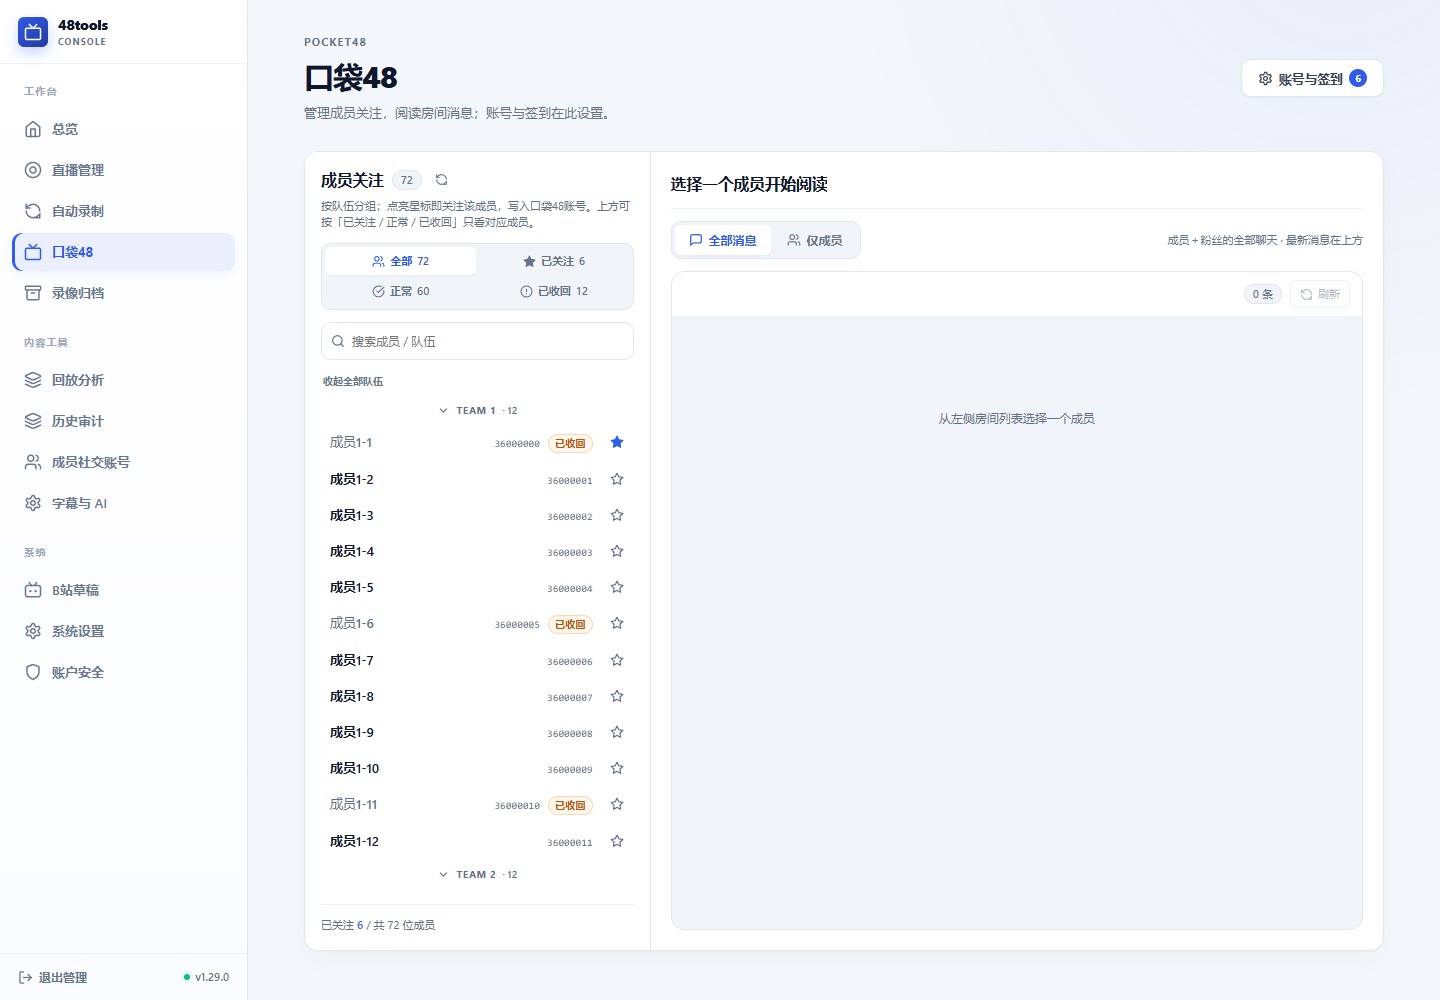 48tools
CONSOLE
工作台
总览
直播管理
自动录制
口袋48
录像归档
内容工具
回放分析
历史审计
成员社交账号
字幕与 AI
系统
B站草稿
系统设置
账户安全
退出管理
v1.29.0
POCKET48
口袋48
管理成员关注，阅读房间消息；账号与签到在此设置。
账号与签到 6
成员关注 72
按队伍分组；点亮星标即关注该成员，写入口袋48账号。上方可
按「已关注 / 正常 / 已收回」只看对应成员。
全部 72
已关注 6
正常 60
已收回 12
搜索成员 / 队伍
收起全部队伍
TEAM 1 · 12
成员1-1 36000000 已收回
成员1-2 36000001
成员1-3 36000002
成员1-4 36000003
成员1-5 36000004
成员1-6 36000005 已收回
成员1-7 36000006
成员1-8 36000007
成员1-9 36000008
成员1-10 36000009
成员1-11 36000010 已收回
成员1-12 36000011
TEAM 2 · 12
已关注 6 / 共 72 位成员
选择一个成员开始阅读
全部消息
仅成员
成员 + 粉丝的全部聊天 · 最新消息在上方
0 条
刷新
从左侧房间列表选择一个成员